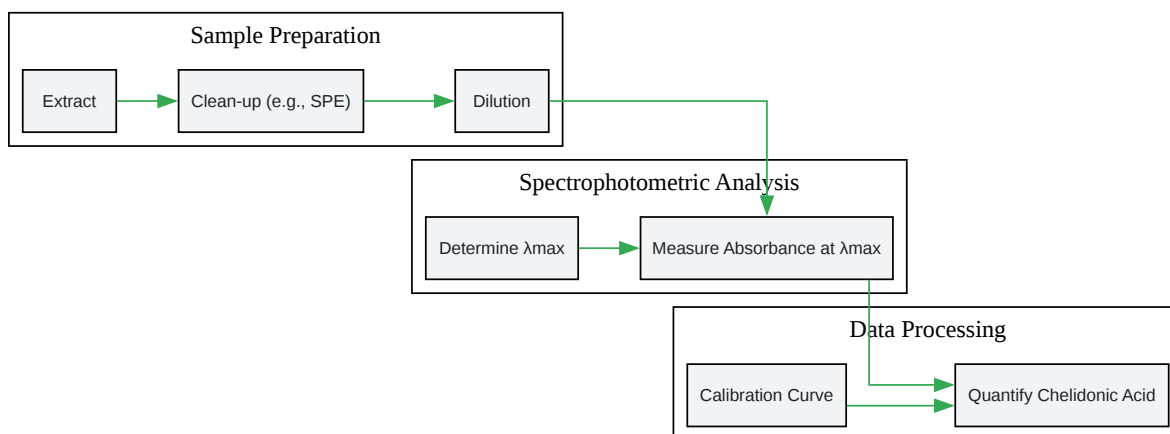 Sample Preparation
Extract
Clean-up (e.g., SPE)
Dilution
Spectrophotometric Analysis
Determine λmax
Measure Absorbance at λmax
Data Processing
Calibration Curve
Quantify Chelidonic Acid